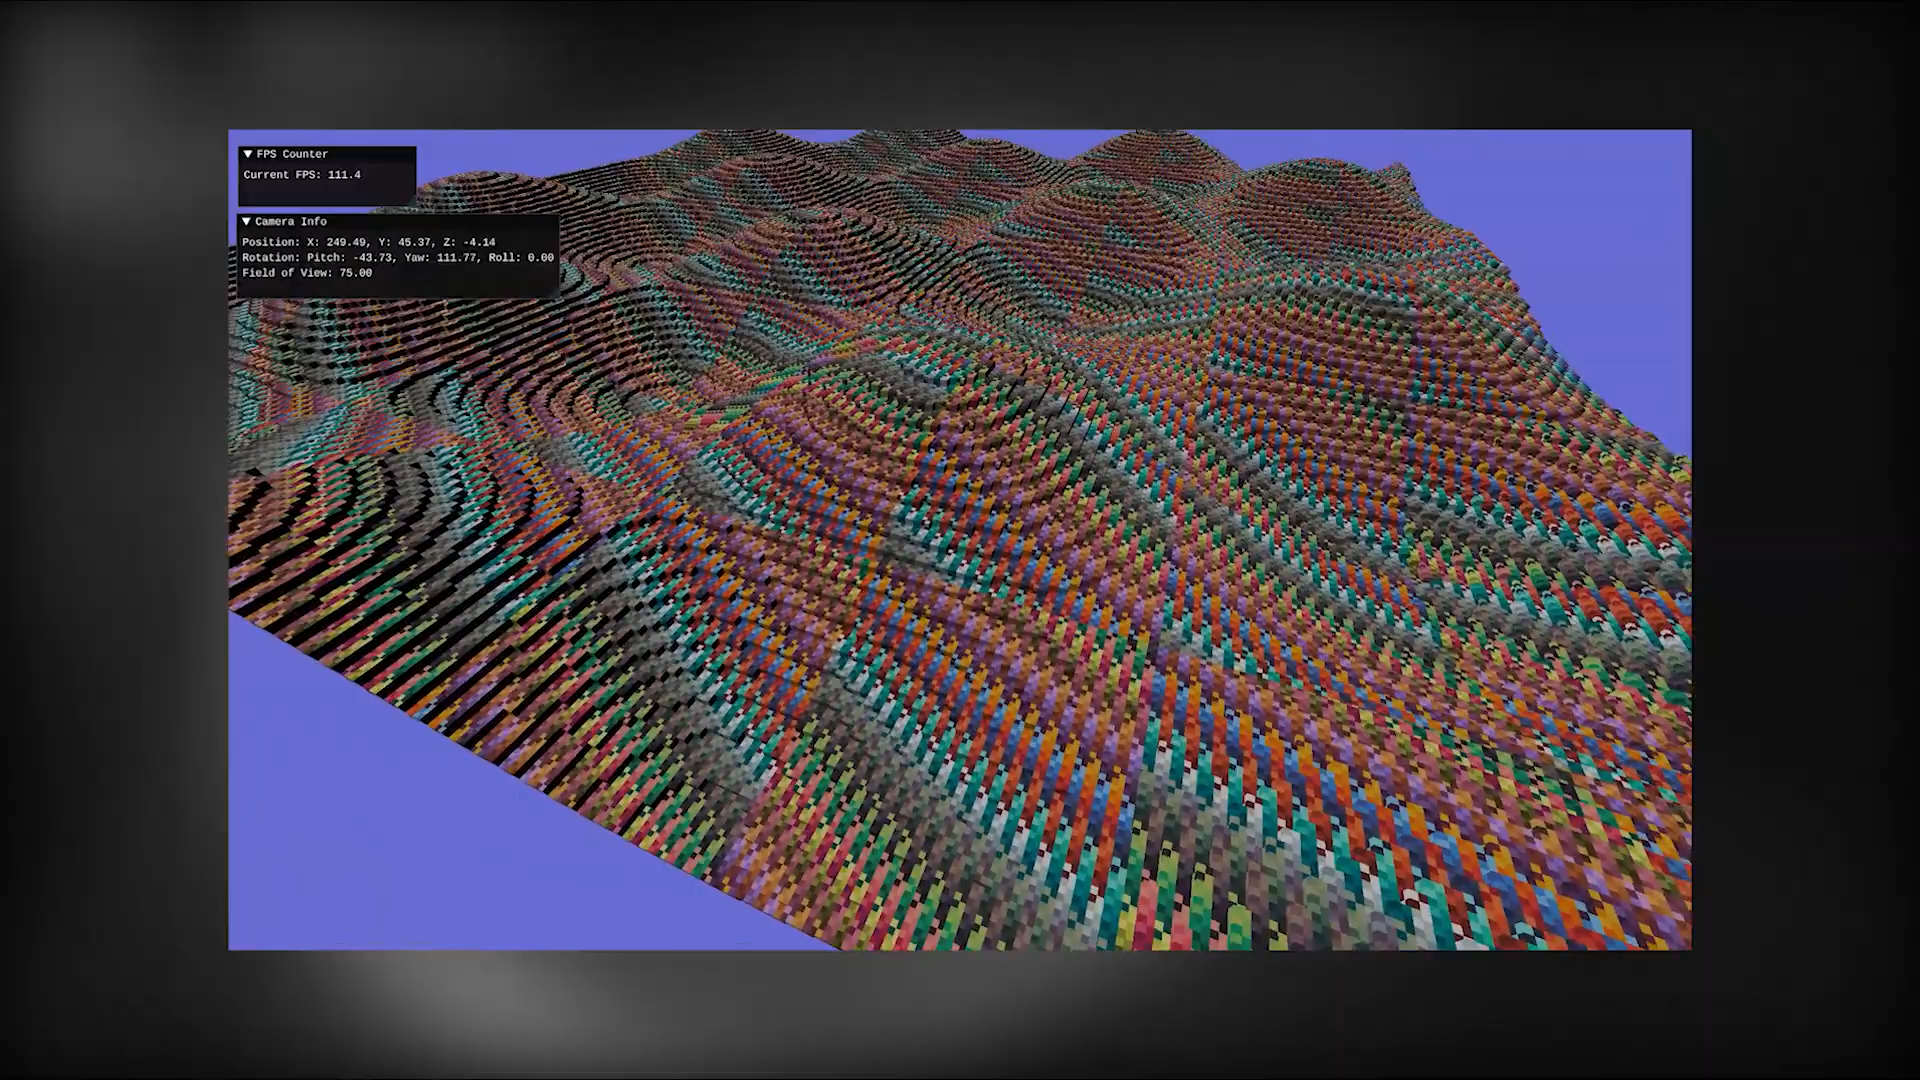 FPS Counter
Current FPS: 111.4
Camera Info
Position: X: 249.49, Y: 45.37, Z: -4.14
Rotation: Pitch: -43.73, Yaw: 111.77, Roll: 0.00
Field of View: 75.00